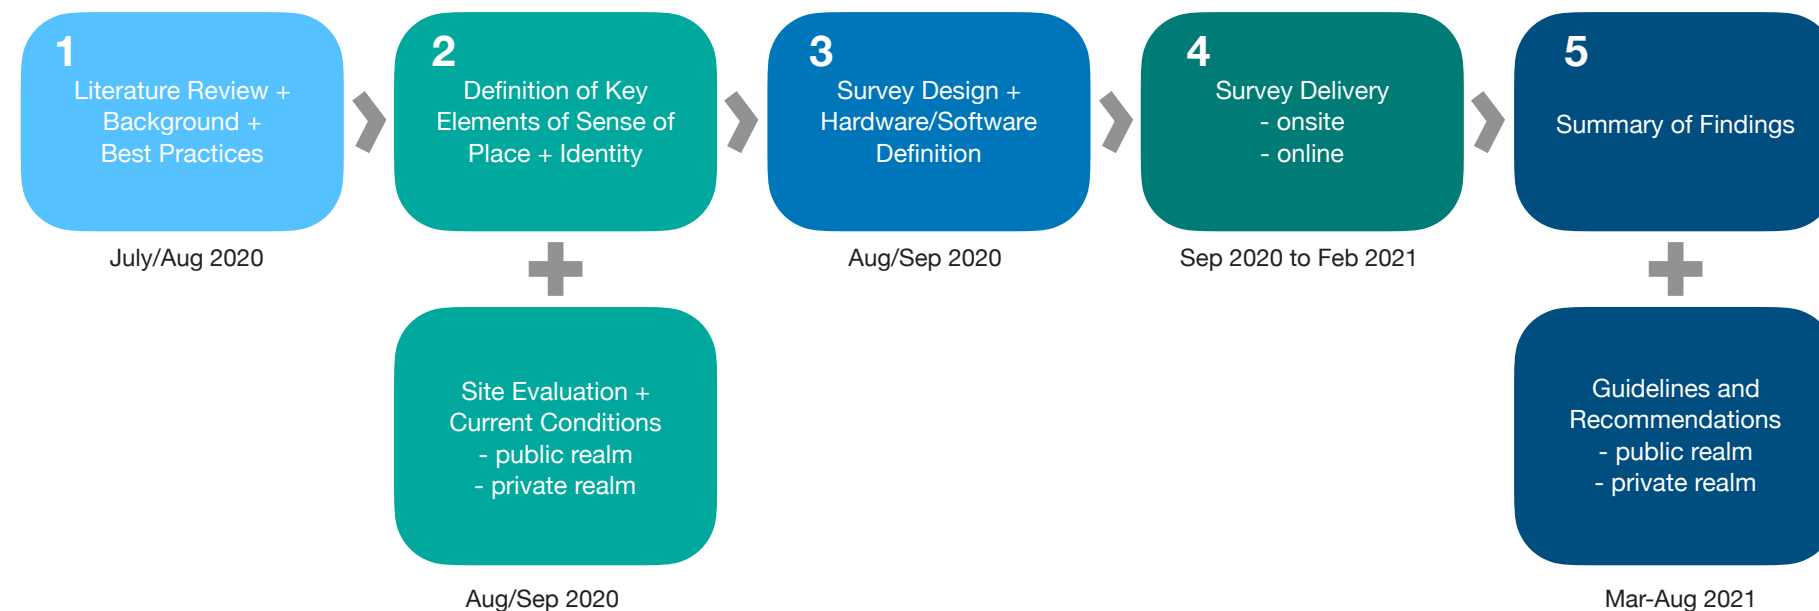 1
Literature Review +
Background +
Best Practices
July/Aug 2020
2
Definition of Key
Elements of Sense of
Place + Identity
Site Evaluation +
Current Conditions
- public realm
- private realm
Aug/Sep 2020
3
Survey Design +
Hardware/Software
Definition
Aug/Sep 2020
4
Survey Delivery
- onsite
- online
Sep 2020 to Feb 2021
5
Summary of Findings
Guidelines and
Recommendations
- public realm
- private realm
Mar-Aug 2021